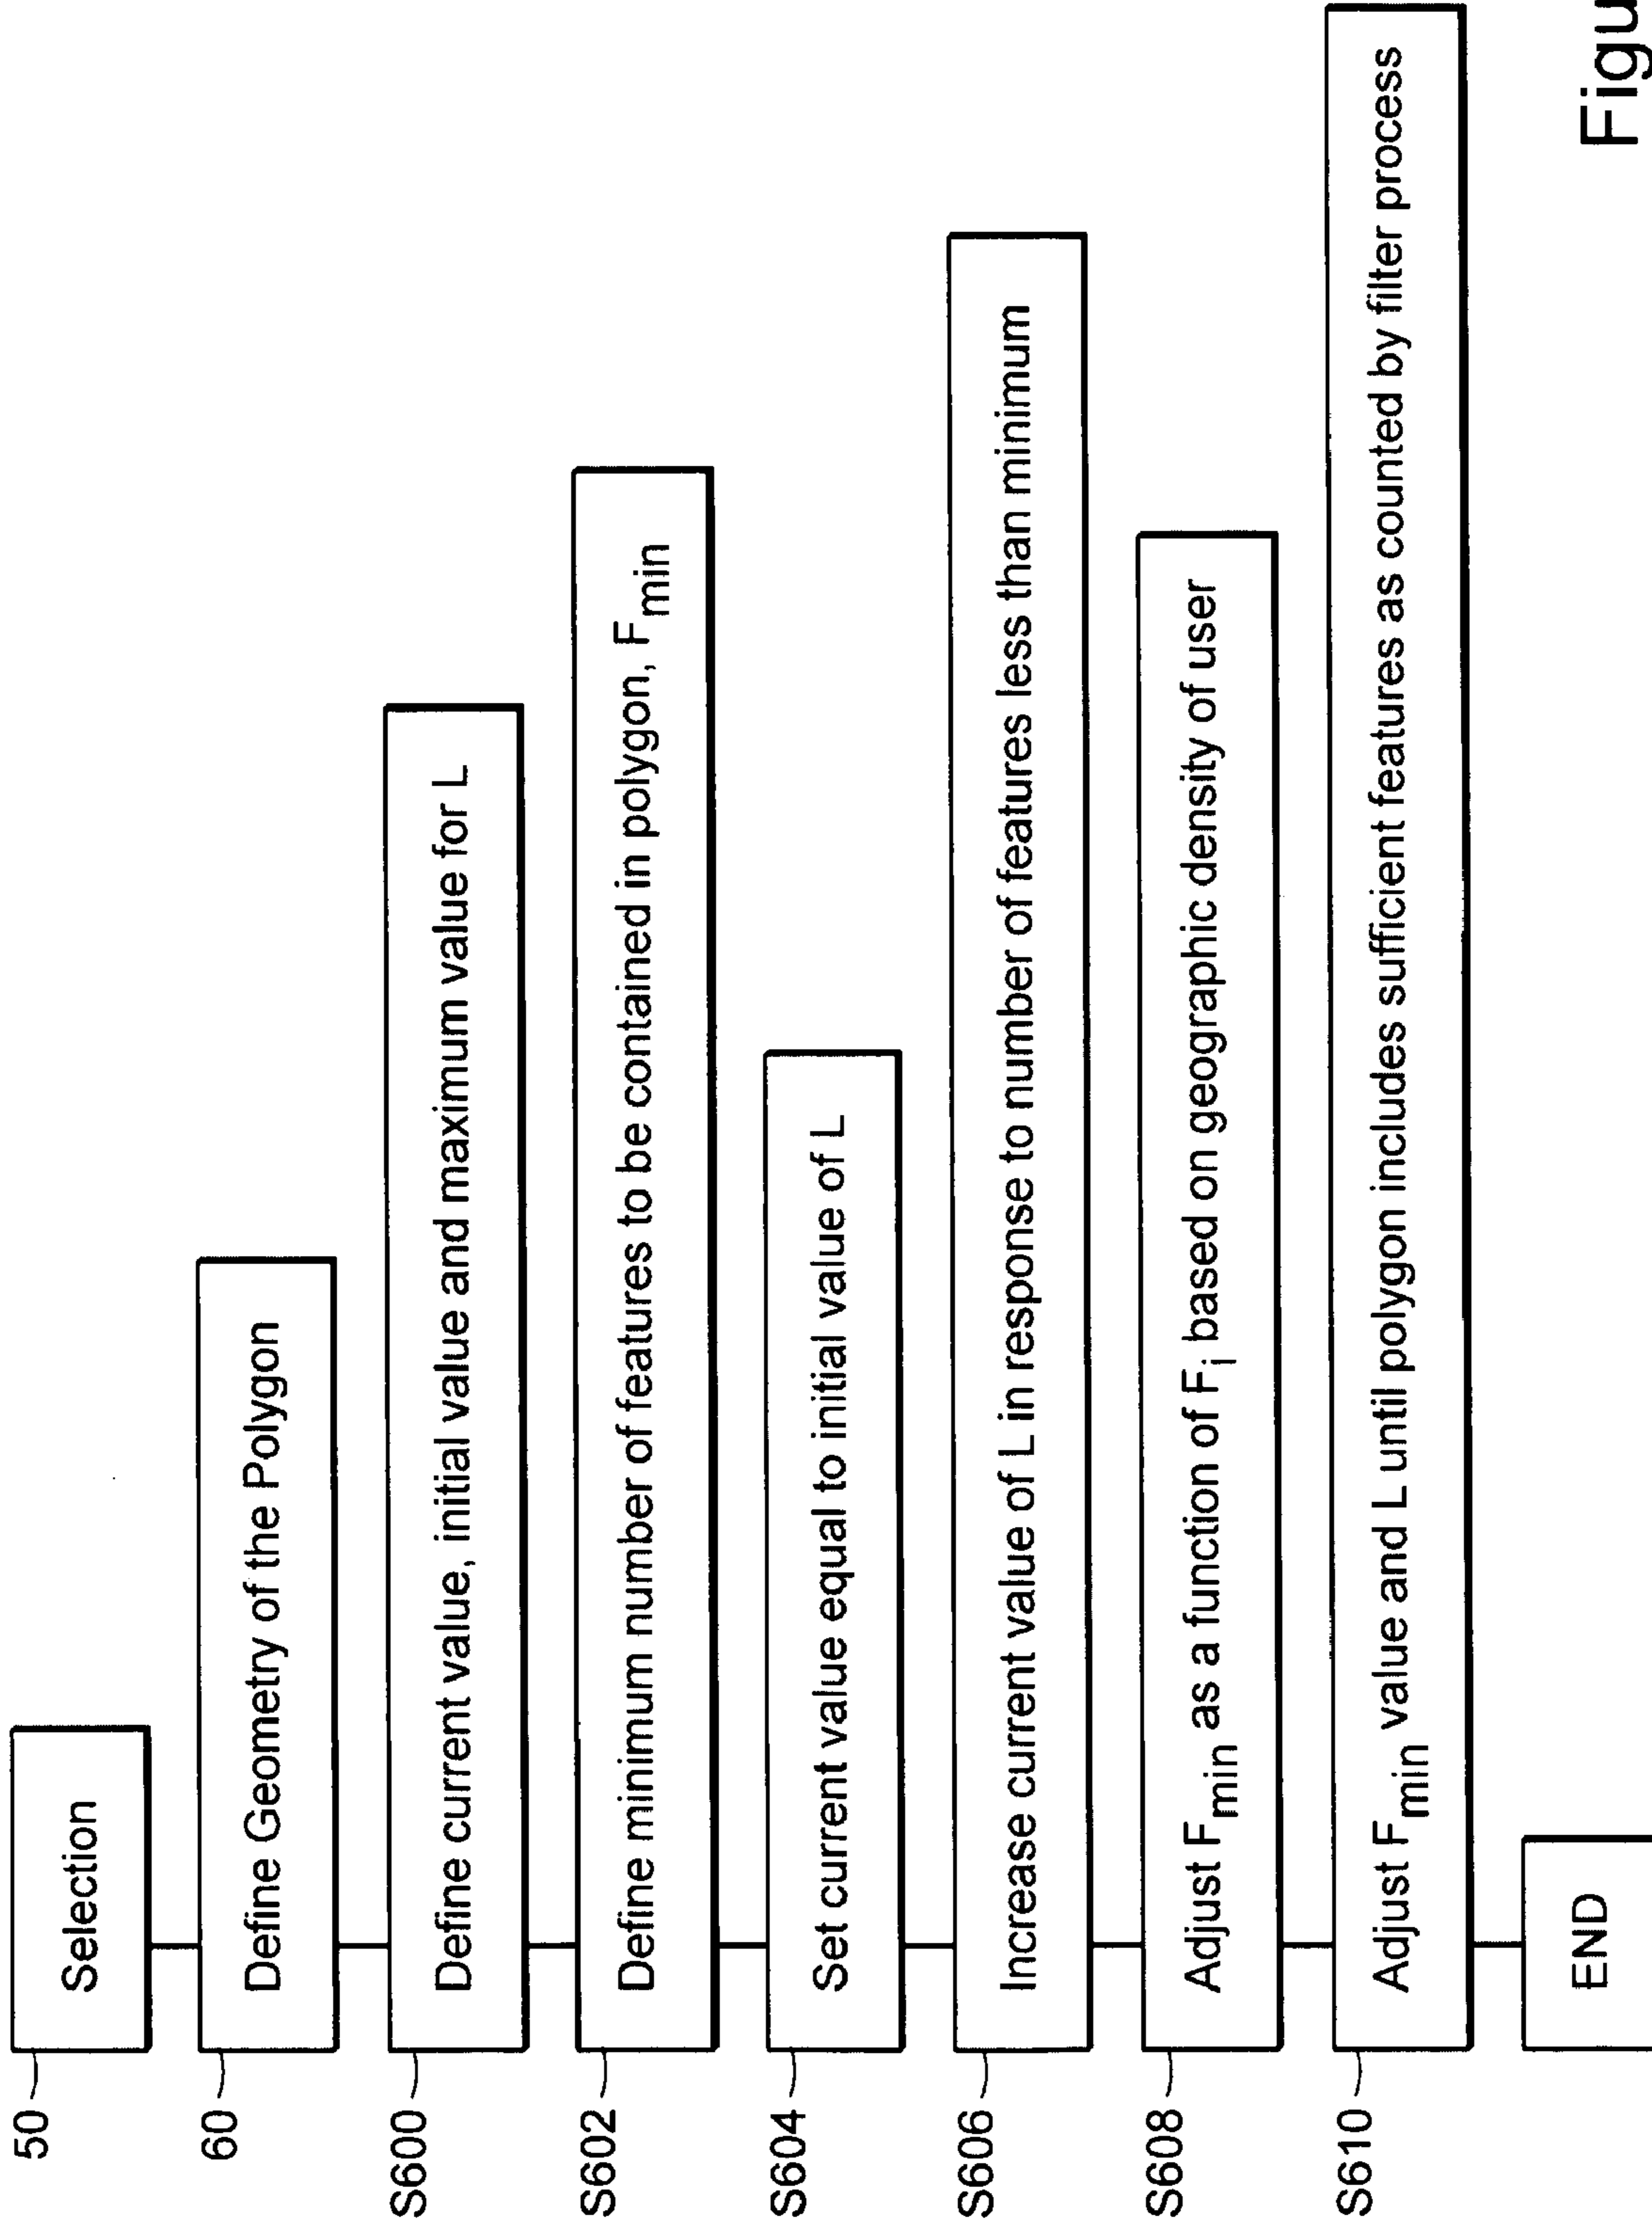 50
Selection
60
Define Geometry of the Polygon
S600
Define current value, initial value and maximum value for L
S602
Define minimum number of features to be contained in polygon, Fmin
S604
Set current value equal to initial value of L
S606
Increase current value of L in response to number of features less than minimum
S608
Adjust Fmin as a function of Fi based on geographic density of user
S610
Adjust Fmin value and L until polygon includes sufficient features as counted by filter process
END
Figu